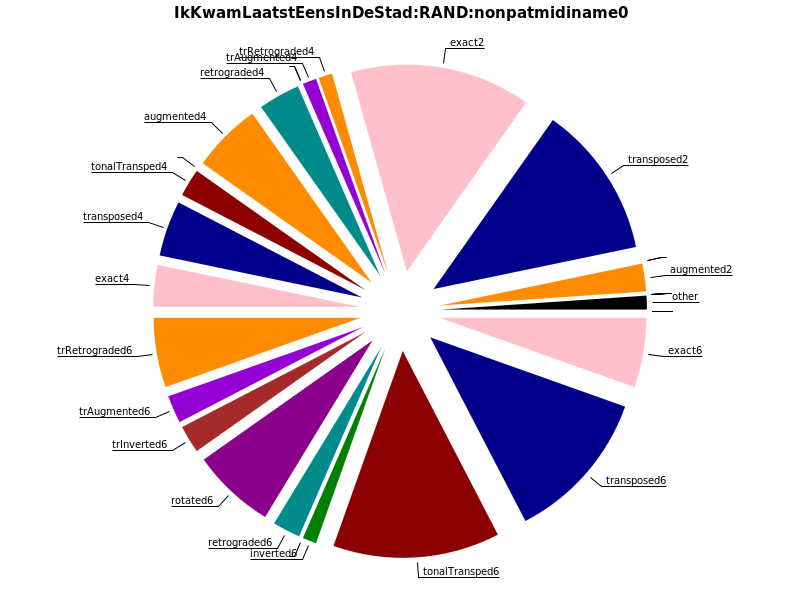 IkKwamLaatstEensInDeStad:RAND:nonpatmidiname0
exact2
trRetrograded4
trAugmented4
retrograded4
augmented4
transposed2
tonalTransped4
transposed4
augmented2
exact4
other
trRetrograded6
exact6
trAugmented6
trInverted6
transposed6
rotated6
retrograded6
inverted6
tonalTransped6